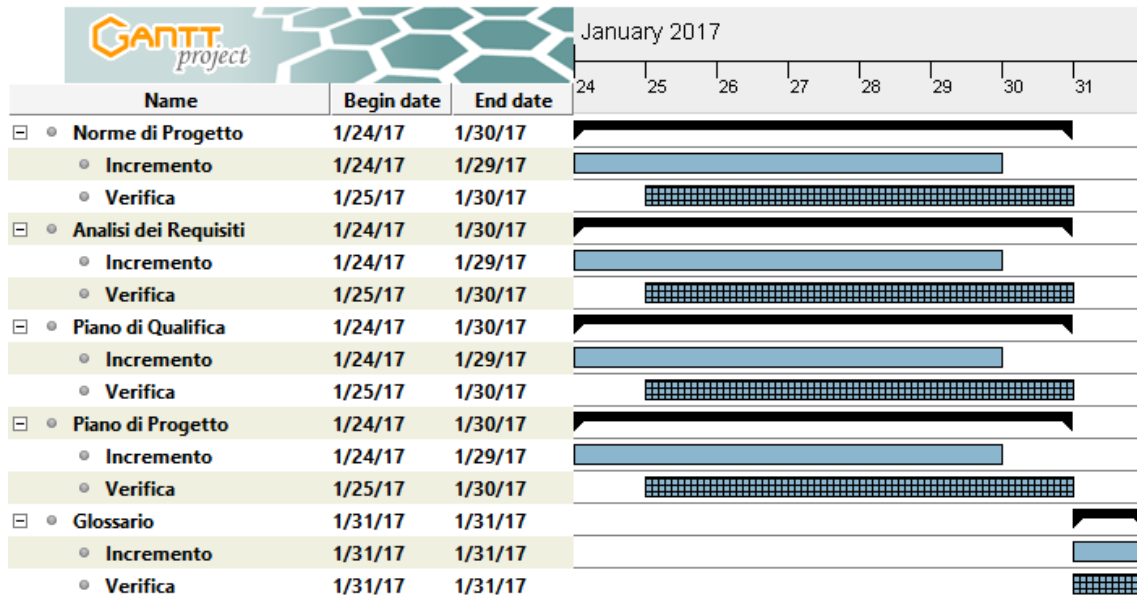 GANTT project
January 2017
24 25 26 27 28 29 30 31
Name Begin date End date
Norme di Progetto 1/24/17 1/30/17
Incremento 1/24/17 1/29/17
Verifica 1/25/17 1/30/17
Analisi dei Requisiti 1/24/17 1/30/17
Incremento 1/24/17 1/29/17
Verifica 1/25/17 1/30/17
Piano di Qualifica 1/24/17 1/30/17
Incremento 1/24/17 1/29/17
Verifica 1/25/17 1/30/17
Piano di Progetto 1/24/17 1/30/17
Incremento 1/24/17 1/29/17
Verifica 1/25/17 1/30/17
Glossario 1/31/17 1/31/17
Incremento 1/31/17 1/31/17
Verifica 1/31/17 1/31/17